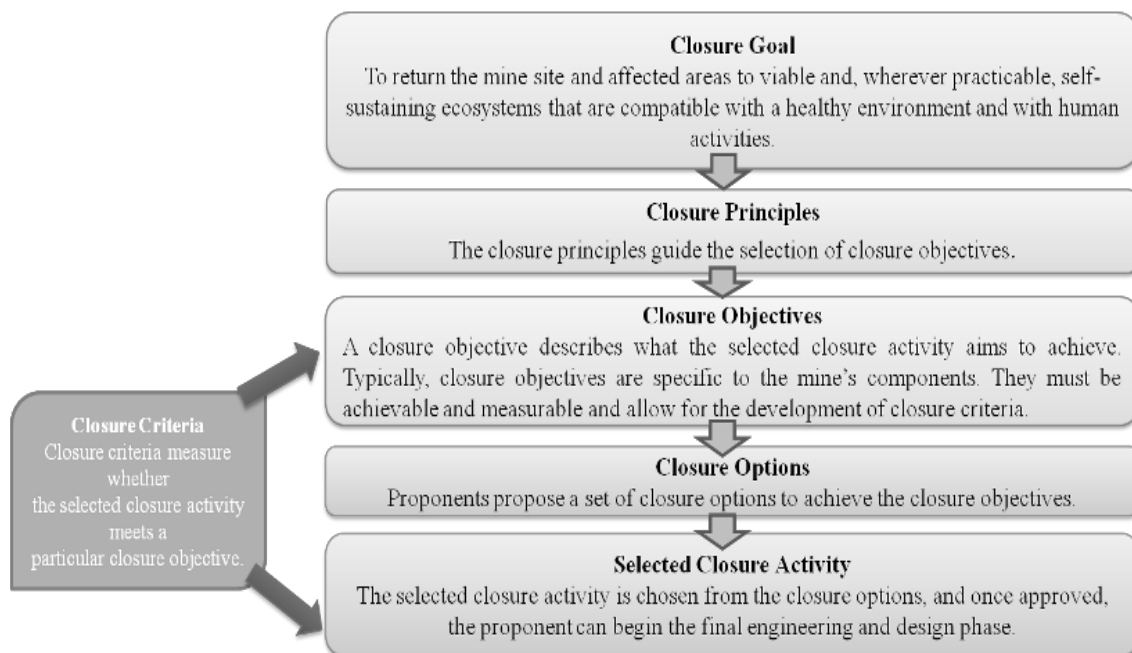 Closure Goal
To return the mine site and affected areas to viable and, wherever practicable, self-
sustaining ecosystems that are compatible with a healthy environment and with human
activities.
Closure Principles
The closure principles guide the selection of closure objectives.
Closure Objectives
A closure objective describes what the selected closure activity aims to achieve.
Typically, closure objectives are specific to the mine's components. They must be
achievable and measurable and allow for the development of closure criteria.
Closure Criteria
Closure criteria measure
whether
the selected closure activity
meets a
particular closure objective.
Closure Options
Proponents propose a set of closure options to achieve the closure objectives.
Selected Closure Activity
The selected closure activity is chosen from the closure options, and once approved,
the proponent can begin the final engineering and design phase.